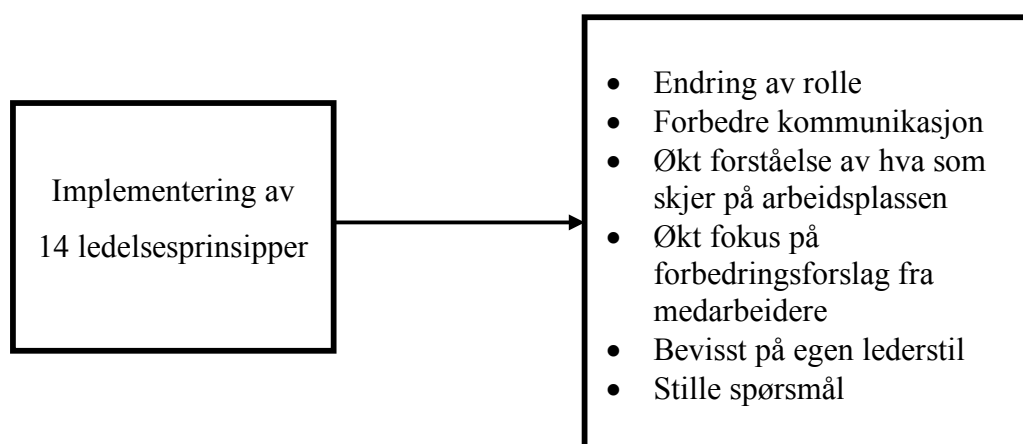 Implementering av
14 ledelsesprinsipper
• Endring av rolle
• Forbedre kommunikasjon
• Økt forståelse av hva som
skjer på arbeidsplassen
• Økt fokus på
forbedringsforslag fra
medarbeidere
• Bevisst på egen lederstil
• Stille spørsmål